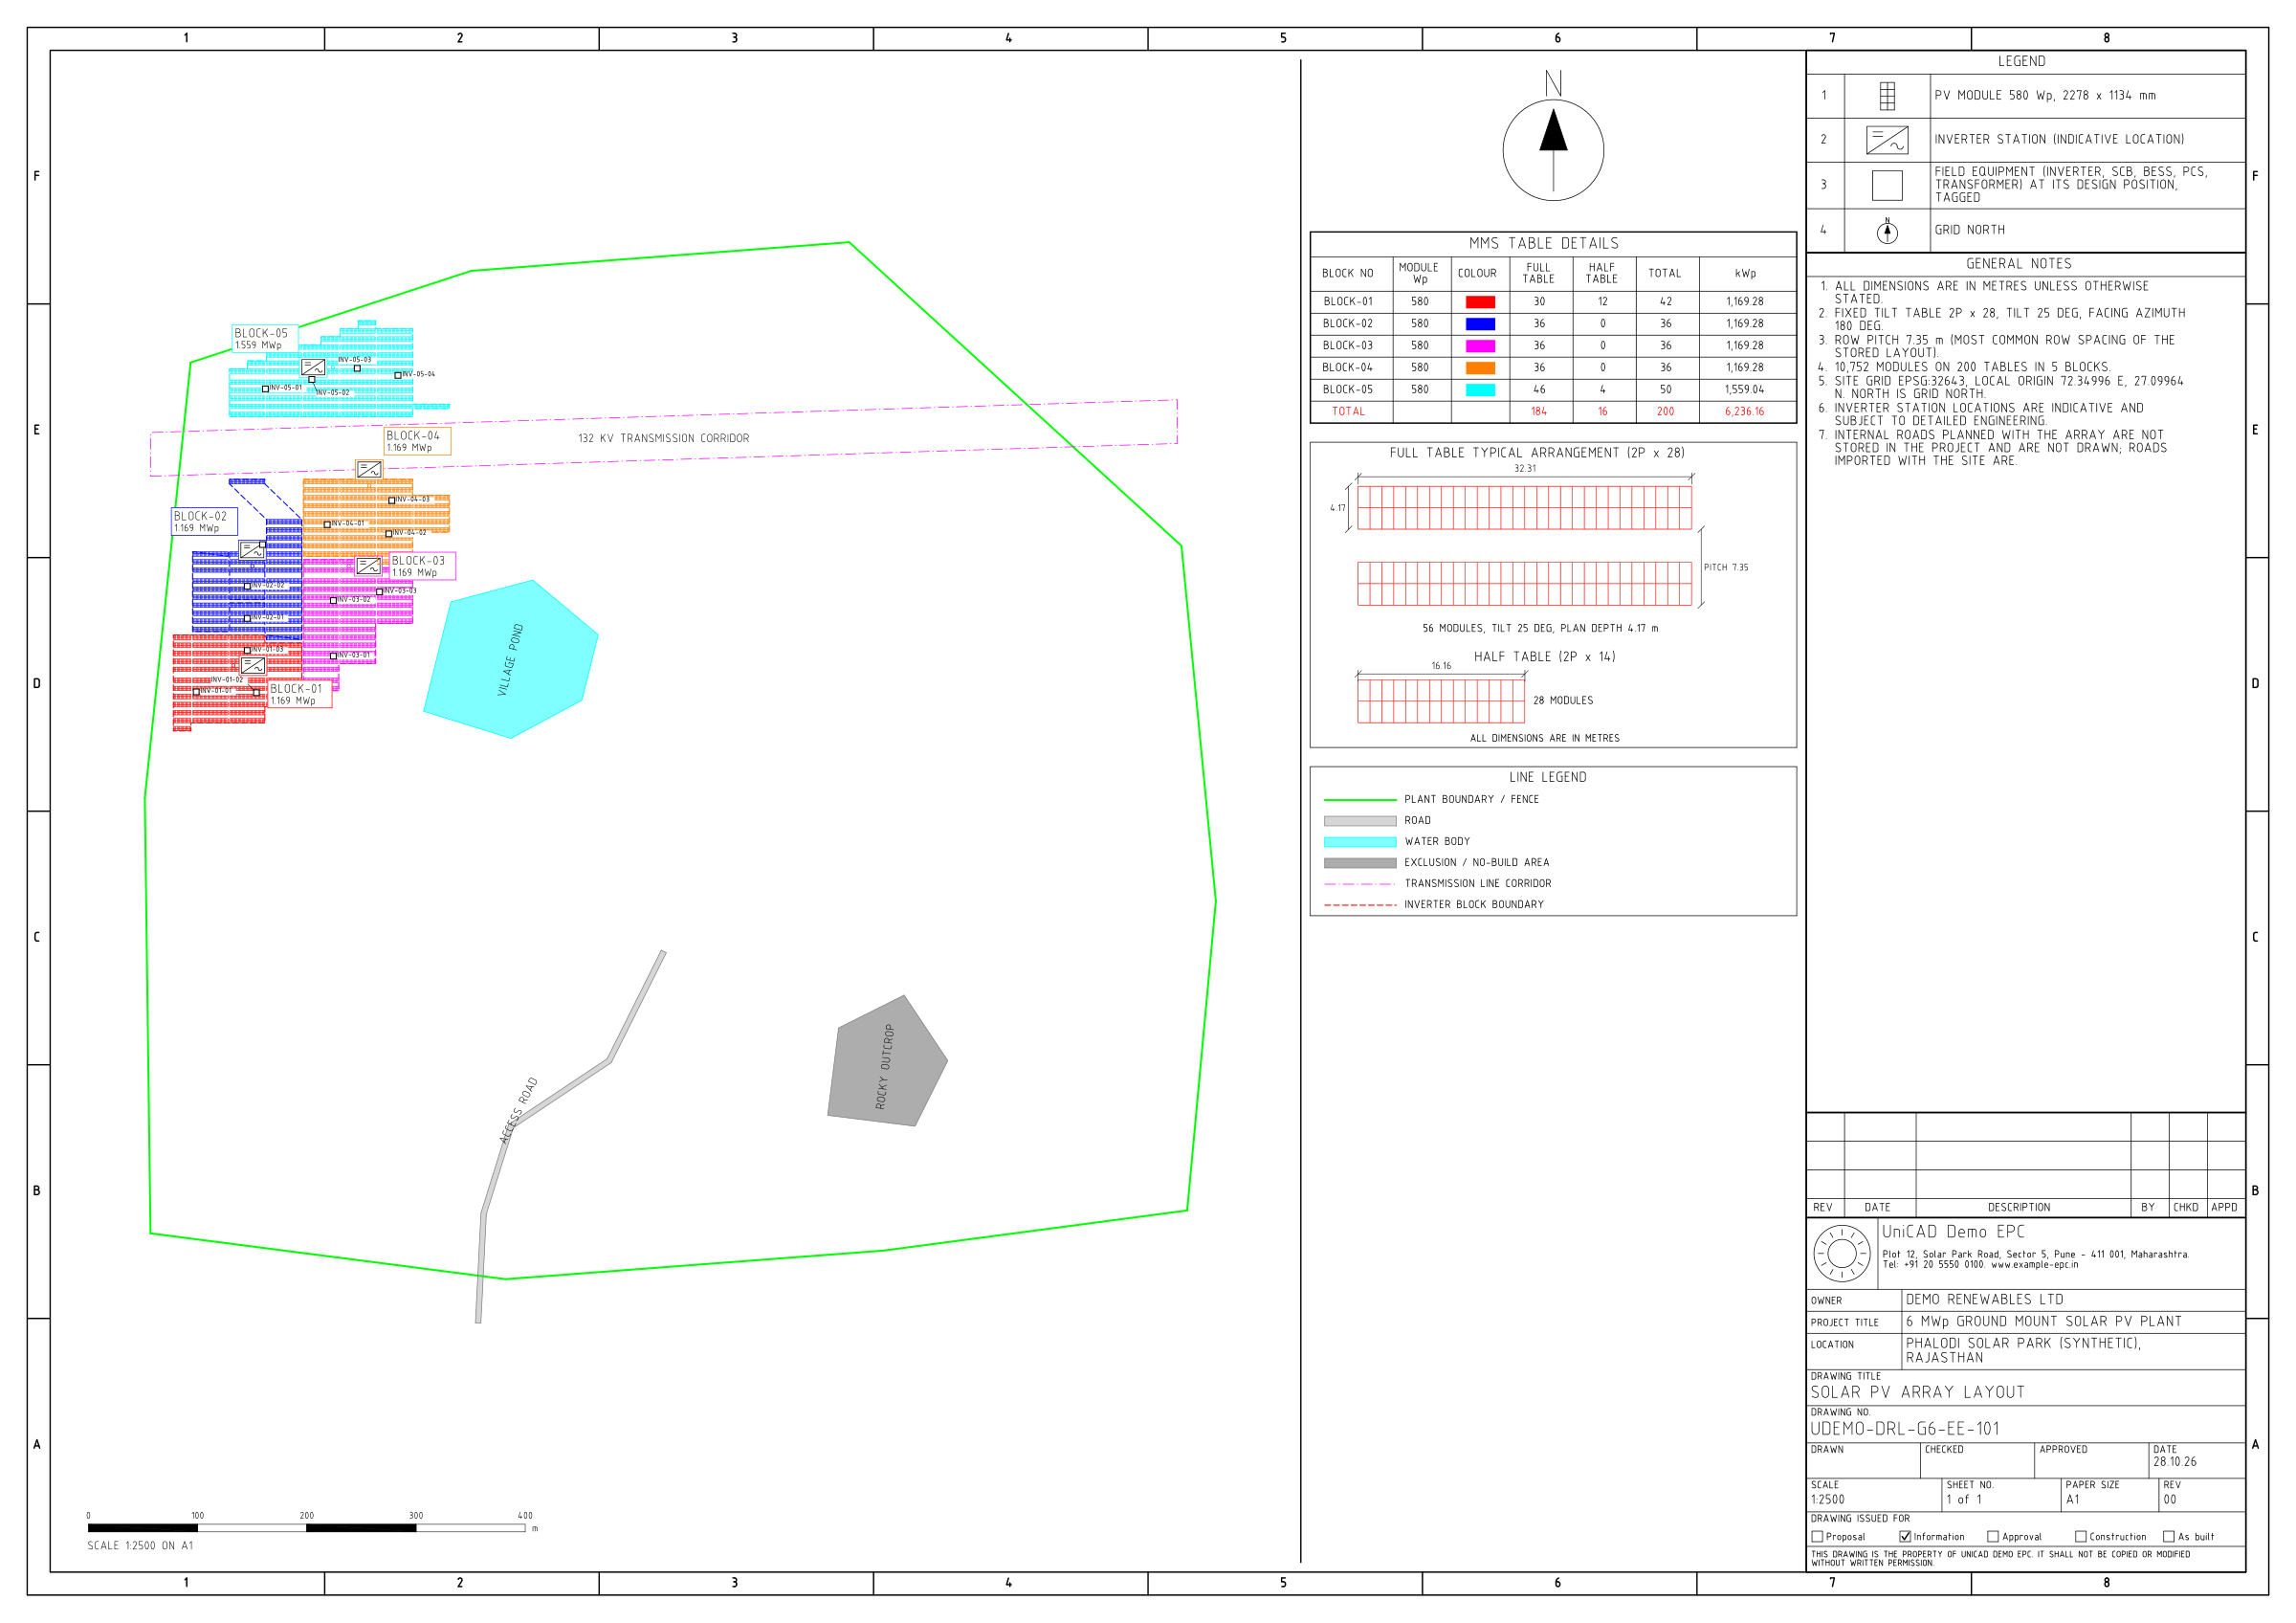 1 2 3 4 5 6 7 8
F
E
D
C
B
A
BLOCK-05
1.559 MWp
INV-05-03
INV-05-04
INV-05-01
INV-05-02
BLOCK-04
1.169 MWp
132 KV TRANSMISSION CORRIDOR
INV-04-03
INV-04-01
INV-04-02
BLOCK-02
1.169 MWp
BLOCK-03
1.169 MWp
INV-02-02
INV-03-03
INV-03-02
INV-02-01
INV-01-03
INV-03-01
INV-01-02
INV-01-01
BLOCK-01
1.169 MWp
VILLAGE POND
ACCESS ROAD
ROCKY OUTCROP
0 100 200 300 400 m
SCALE 1:2500 ON A1
N
MMS TABLE DETAILS
BLOCK NO MODULE Wp COLOUR FULL TABLE HALF TABLE TOTAL kWp
BLOCK-01 580 30 12 42 1,169.28
BLOCK-02 580 36 0 36 1,169.28
BLOCK-03 580 36 0 36 1,169.28
BLOCK-04 580 36 0 36 1,169.28
BLOCK-05 580 46 4 50 1,559.04
TOTAL 184 16 200 6,236.16
FULL TABLE TYPICAL ARRANGEMENT (2P x 28)
32.31
4.17
PITCH 7.35
56 MODULES, TILT 25 DEG, PLAN DEPTH 4.17 m
HALF TABLE (2P x 14)
16.16
28 MODULES
ALL DIMENSIONS ARE IN METRES
LINE LEGEND
PLANT BOUNDARY / FENCE
ROAD
WATER BODY
EXCLUSION / NO-BUILD AREA
TRANSMISSION LINE CORRIDOR
INVERTER BLOCK BOUNDARY
LEGEND
1 PV MODULE 580 Wp, 2278 x 1134 mm
2 INVERTER STATION (INDICATIVE LOCATION)
3 FIELD EQUIPMENT (INVERTER, SCB, BESS, PCS,
TRANSFORMER) AT ITS DESIGN POSITION,
TAGGED
4 N GRID NORTH
GENERAL NOTES
1. ALL DIMENSIONS ARE IN METRES UNLESS OTHERWISE
STATED.
2. FIXED TILT TABLE 2P x 28, TILT 25 DEG, FACING AZIMUTH
180 DEG.
3. ROW PITCH 7.35 m (MOST COMMON ROW SPACING OF THE
STORED LAYOUT).
4. 10,752 MODULES ON 200 TABLES IN 5 BLOCKS.
5. SITE GRID EPSG:32643, LOCAL ORIGIN 72.34996 E, 27.09964
N. NORTH IS GRID NORTH.
6. INVERTER STATION LOCATIONS ARE INDICATIVE AND
SUBJECT TO DETAILED ENGINEERING.
7. INTERNAL ROADS PLANNED WITH THE ARRAY ARE NOT
STORED IN THE PROJECT AND ARE NOT DRAWN; ROADS
IMPORTED WITH THE SITE ARE.
REV DATE DESCRIPTION BY CHKD APPD
UniCAD Demo EPC
Plot 12, Solar Park Road, Sector 5, Pune - 411 001, Maharashtra.
Tel: +91 20 5550 0100. www.example-epc.in
OWNER DEMO RENEWABLES LTD
PROJECT TITLE 6 MWp GROUND MOUNT SOLAR PV PLANT
LOCATION PHALODI SOLAR PARK (SYNTHETIC),
RAJASTHAN
DRAWING TITLE
SOLAR PV ARRAY LAYOUT
DRAWING NO.
UDEMO-DRL-G6-EE-101
DRAWN CHECKED APPROVED DATE
28.10.26
SCALE SHEET NO. PAPER SIZE REV
1:2500 1 of 1 A1 00
DRAWING ISSUED FOR
Proposal Information Approval Construction As built
THIS DRAWING IS THE PROPERTY OF UNICAD DEMO EPC. IT SHALL NOT BE COPIED OR MODIFIED
WITHOUT WRITTEN PERMISSION.
F
E
D
C
B
A
1 2 3 4 5 6 7 8